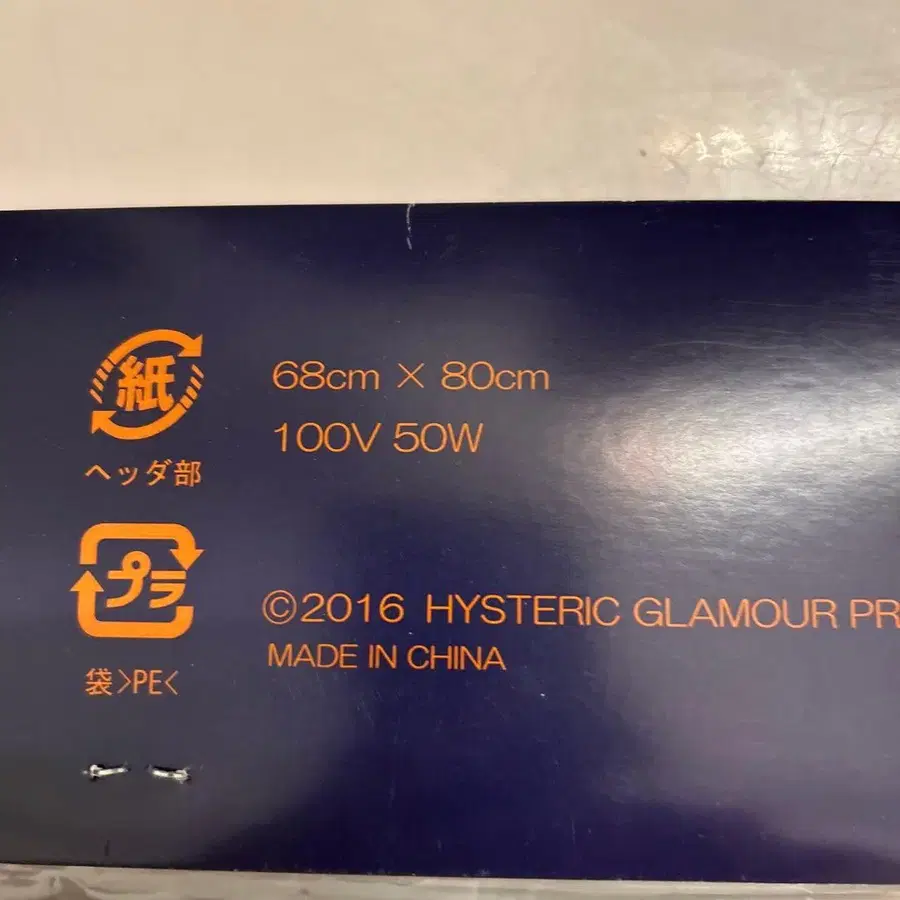 紙
ヘッダ部
68cm × 80cm
100V 50W
プラ
袋>PE<
©2016 HYSTERIC GLAMOUR PR
MADE IN CHINA